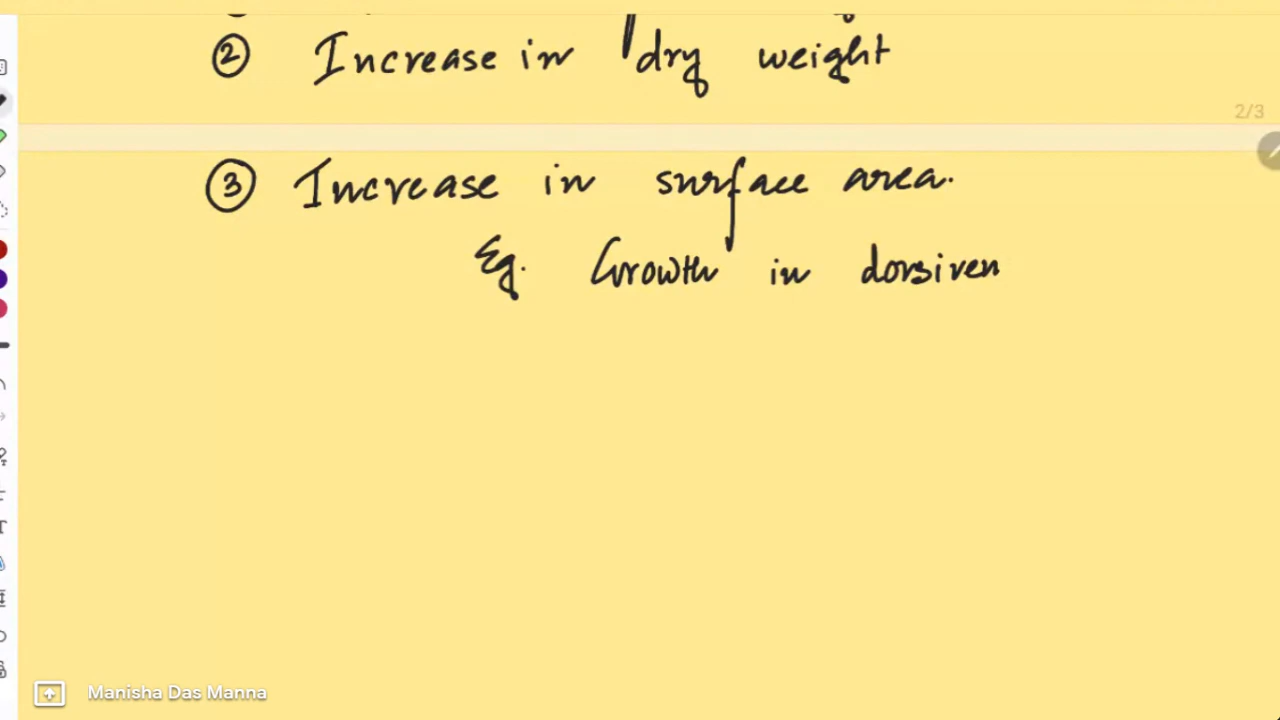 ② Increase in dry weight
2/3
③ Increase in surface area.
Eg. Growth in dorsiven
Manisha Das Manna